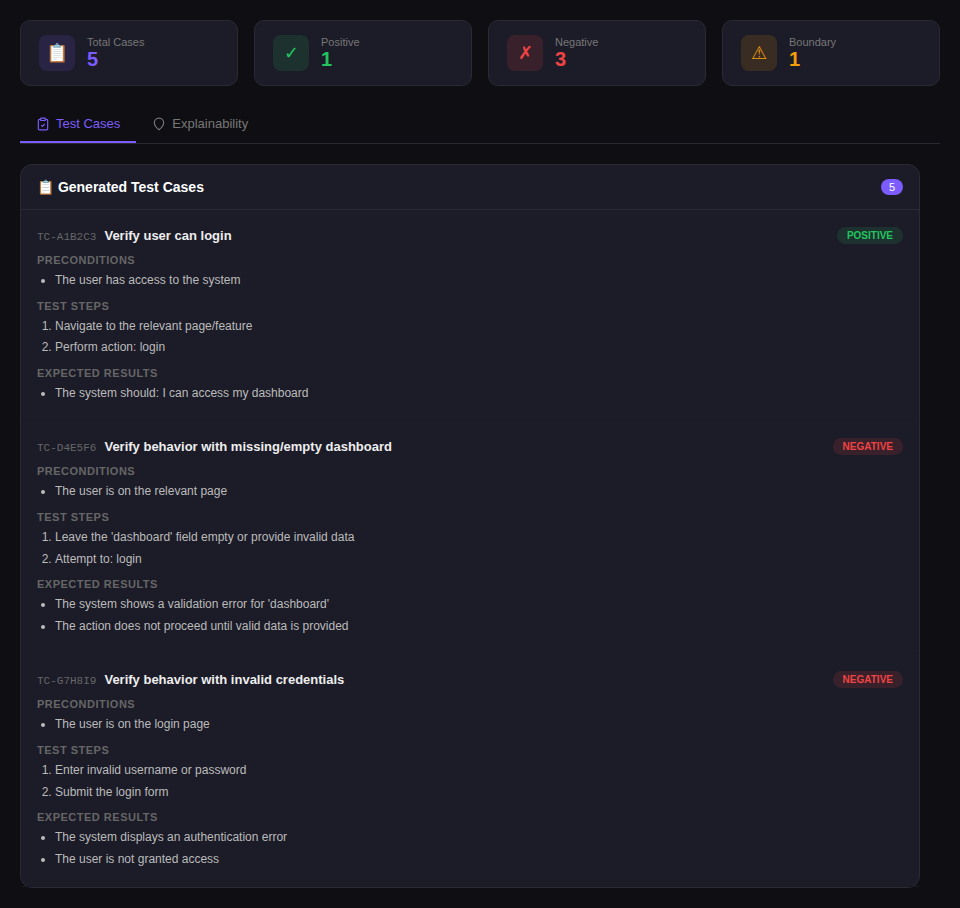 Total Cases
5
Positive
1
Negative
3
Boundary
1
Test Cases
Explainability
Generated Test Cases
5
TC-A1B2C3 Verify user can login POSITIVE
PRECONDITIONS
• The user has access to the system
TEST STEPS
1. Navigate to the relevant page/feature
2. Perform action: login
EXPECTED RESULTS
• The system should: I can access my dashboard
TC-D4E5F6 Verify behavior with missing/empty dashboard NEGATIVE
PRECONDITIONS
• The user is on the relevant page
TEST STEPS
1. Leave the 'dashboard' field empty or provide invalid data
2. Attempt to: login
EXPECTED RESULTS
• The system shows a validation error for 'dashboard'
• The action does not proceed until valid data is provided
TC-G7H8I9 Verify behavior with invalid credentials NEGATIVE
PRECONDITIONS
• The user is on the login page
TEST STEPS
1. Enter invalid username or password
2. Submit the login form
EXPECTED RESULTS
• The system displays an authentication error
• The user is not granted access